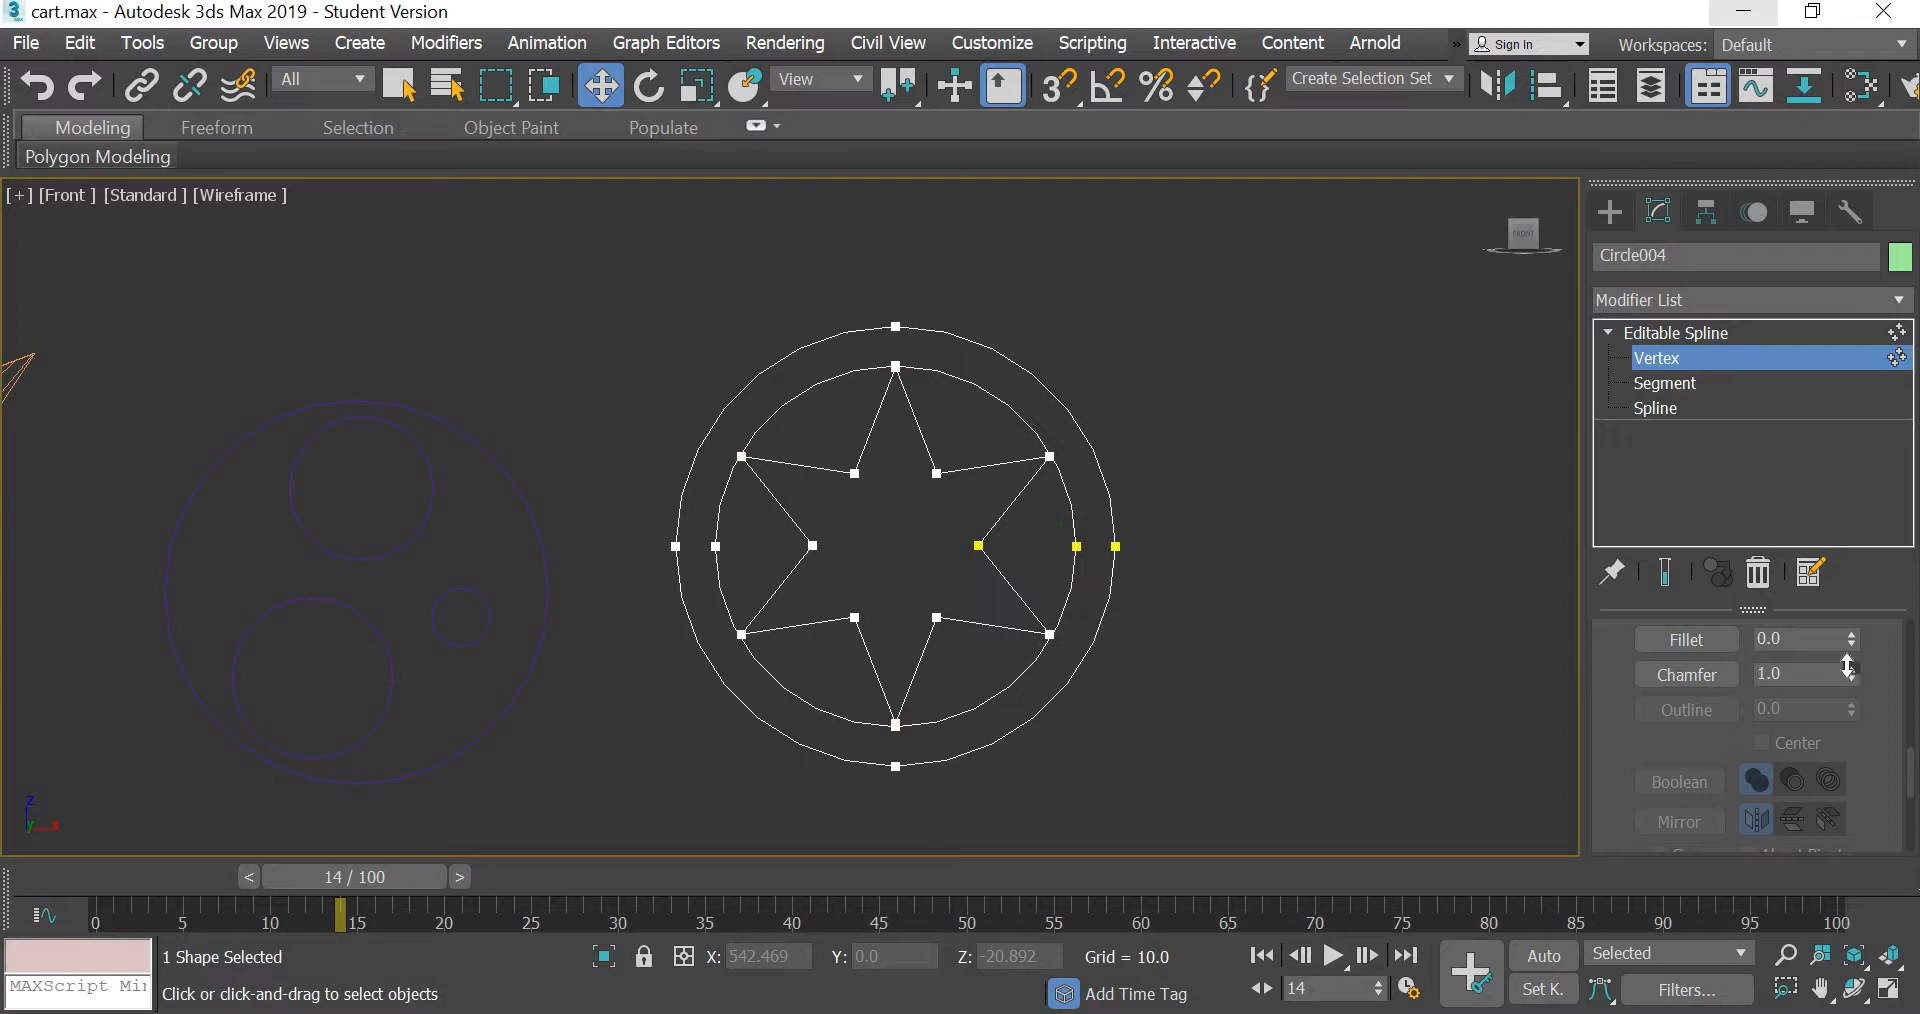 3 cart.max - Autodesk 3ds Max 2019 - Student Version
File Edit Tools Group Views Create Modifiers Animation Graph Editors Rendering Civil View Customize Scripting Interactive Content Arnold » Sign In Workspaces: Default
All View 3 Create Selection Set
Modeling Freeform Selection Object Paint Populate
Polygon Modeling
[+] [Front ] [Standard ] [Wireframe ]
FRONT
Circle004
Modifier List
Editable Spline
Vertex
Segment
Spline
Fillet 0.0
Chamfer 1.0
Outline 0.0
Center
Boolean
Mirror
z
y x
< 14 / 100 >
0 5 10 15 20 25 30 35 40 45 50 55 60 65 70 75 80 85 90 95 100
1 Shape Selected X: 542.469 Y: 0.0 Z: -20.892 Grid = 10.0 Auto Selected
MAXScript Mi Click or click-and-drag to select objects Add Time Tag 14 Set K. Filters...